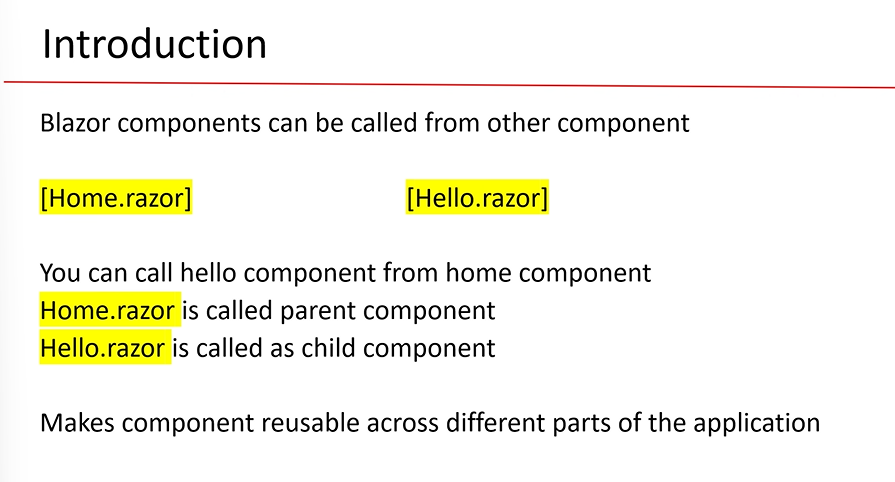 Introduction
Blazor components can be called from other component
[Home.razor] [Hello.razor]
You can call hello component from home component
Home.razor is called parent component
Hello.razor is called as child component
Makes component reusable across different parts of the application